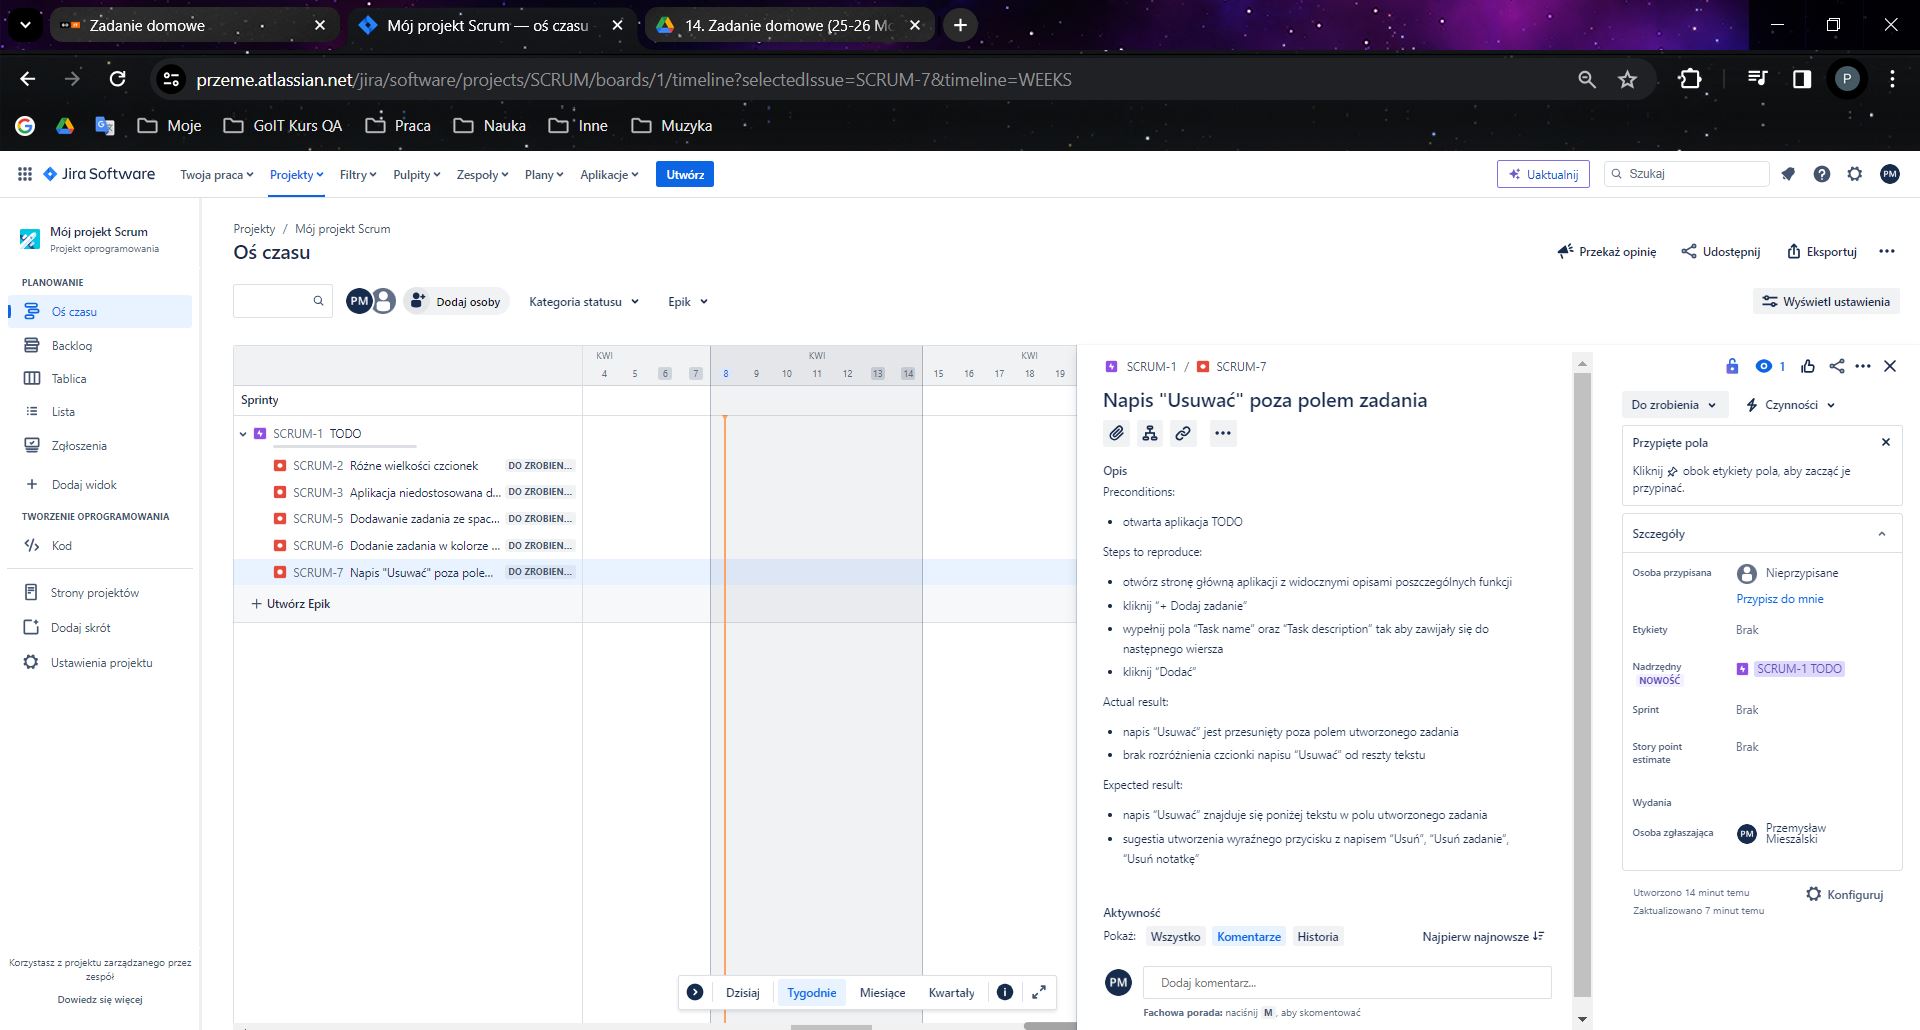 Zadanie domowe
Mój projekt Scrum — oś czasu
14. Zadanie domowe (25-26 Mo
przeme.atlassian.net/jira/software/projects/SCRUM/boards/1/timeline?selectedIssue=SCRUM-7&timeline=WEEKS
P
Moje
GoIT Kurs QA
Praca
Nauka
Inne
Muzyka
Jira Software
Twoja praca
Projekty
Filtry
Pulpity
Zespoły
Plany
Aplikacje
Utwórz
Uaktualnij
Szukaj
PM
Mój projekt Scrum
Projekt oprogramowania
PLANOWANIE
Oś czasu
Backlog
Tablica
Lista
Zgłoszenia
Dodaj widok
TWORZENIE OPROGRAMOWANIA
Kod
Strony projektów
Dodaj skrót
Ustawienia projektu
Korzystasz z projektu zarządzanego przez
zespół
Dowiedz się więcej
Projekty / Mój projekt Scrum
Oś czasu
Przekaż opinię
Udostępnij
Eksportuj
PM
Dodaj osoby
Kategoria statusu
Epik
Wyświetl ustawienia
KWI KWI KWI
4 5 6 7 8 9 10 11 12 13 14 15 16 17 18 19
Sprinty
SCRUM-1 TODO
SCRUM-2 Różne wielkości czcionek DO ZROBIEN...
SCRUM-3 Aplikacja niedostosowana d... DO ZROBIEN...
SCRUM-5 Dodawanie zadania ze spac... DO ZROBIEN...
SCRUM-6 Dodanie zadania w kolorze ... DO ZROBIEN...
SCRUM-7 Napis "Usuwać" poza pole... DO ZROBIEN...
+ Utwórz Epik
Dzisiaj
Tygodnie
Miesiące
Kwartały
SCRUM-1 / SCRUM-7
Napis "Usuwać" poza polem zadania
Opis
Preconditions:
• otwarta aplikacja TODO
Steps to reproduce:
• otwórz stronę główną aplikacji z widocznymi opisami poszczególnych funkcji
• kliknij “+ Dodaj zadanie”
• wypełnij pola “Task name” oraz “Task description” tak aby zawijały się do
następnego wiersza
• kliknij “Dodać”
Actual result:
• napis “Usuwać” jest przesunięty poza polem utworzonego zadania
• brak rozróżnienia czcionki napisu “Usuwać” od reszty tekstu
Expected result:
• napis “Usuwać” znajduje się poniżej tekstu w polu utworzonego zadania
• sugestia utworzenia wyraźnego przycisku z napisem “Usuń”, “Usuń zadanie”,
“Usuń notatkę”
Aktywność
Pokaż: Wszystko Komentarze Historia
Najpierw najnowsze
PM
Dodaj komentarz...
Fachowa porada: naciśnij M , aby skomentować
1
Do zrobienia
Czynności
Przypięte pola
Kliknij obok etykiety pola, aby zacząć je
przypinać.
Szczegóły
Osoba przypisana
Nieprzypisane
Przypisz do mnie
Etykiety
Brak
Nadrzędny
NOWOŚĆ
SCRUM-1 TODO
Sprint
Brak
Story point
estimate
Brak
Wydania
Osoba zgłaszająca
PM
Przemysław
Mieszalski
Utworzono 14 minut temu
Zaktualizowano 7 minut temu
Konfiguruj